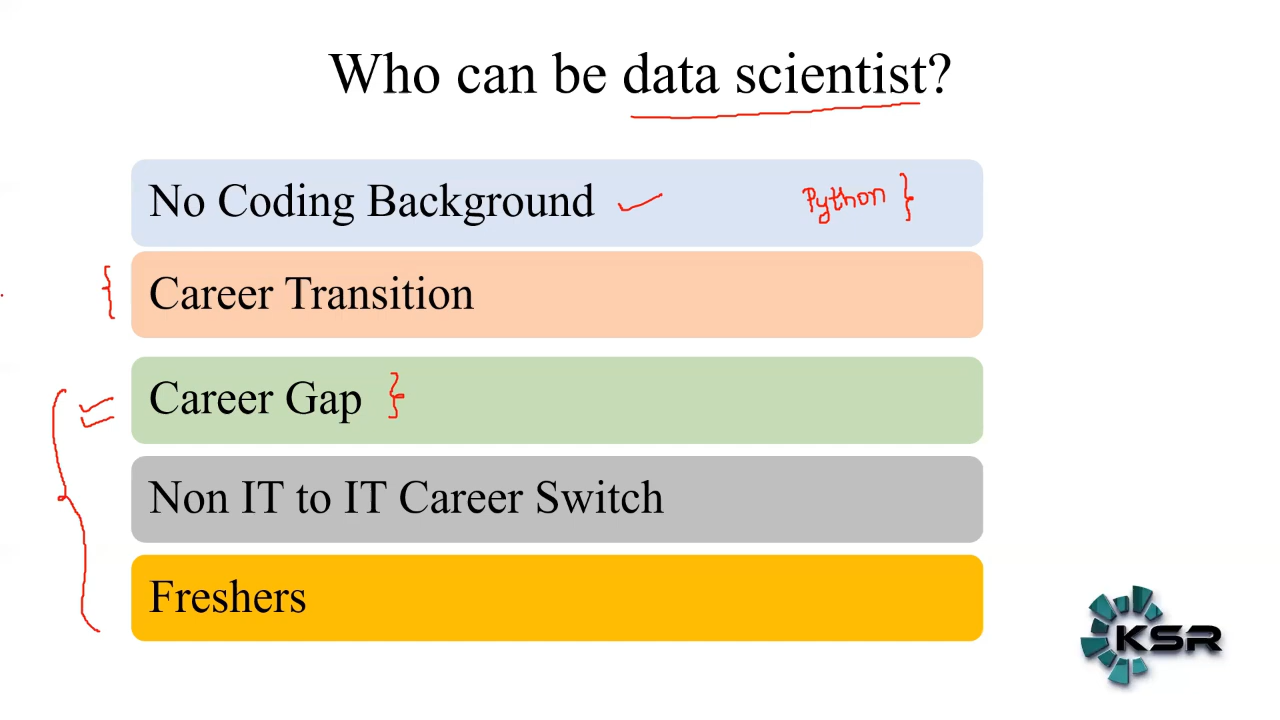 Who can be data scientist?
No Coding Background Python
Career Transition
Career Gap
Non IT to IT Career Switch
Freshers
KSR